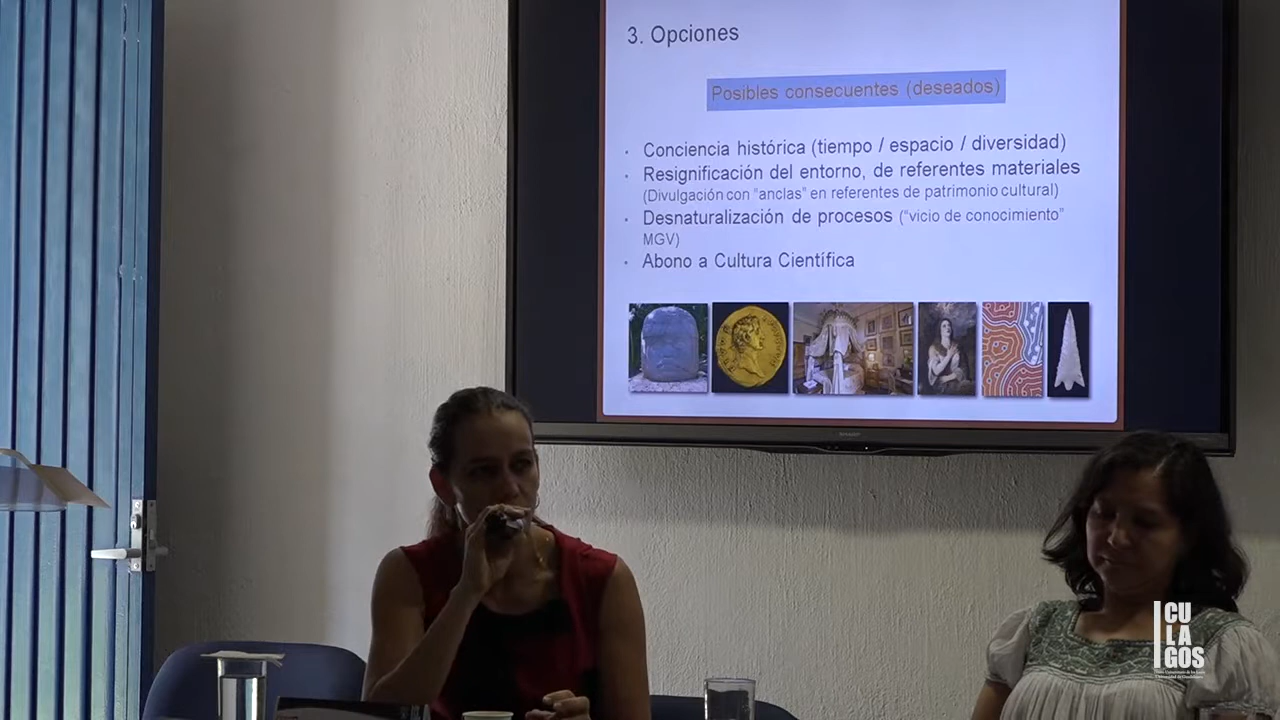 3. Opciones
Posibles consecuentes (deseados)
· Conciencia histórica (tiempo / espacio / diversidad)
· Resignificación del entorno, de referentes materiales
(Divulgación con "anclas" en referentes de patrimonio cultural)
· Desnaturalización de procesos ("vicio de conocimiento"
MGV)
· Abono a Cultura Científica
SHARP
CU
LA
GOS